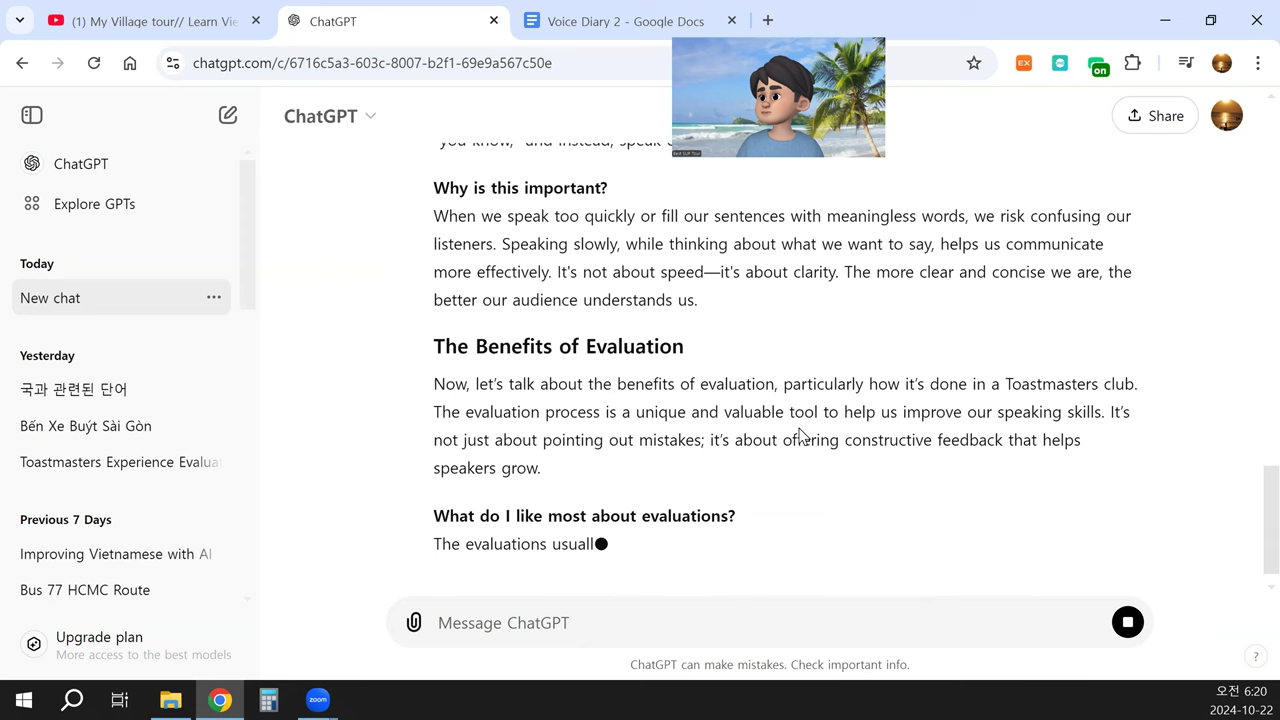 (1) My Village tour// Learn Vie
ChatGPT
Voice Diary 2 - Google Docs
chatgpt.com/c/6716c5a3-603c-8007-b2f1-69e9a567c50e
EX
on
ChatGPT
Share
ChatGPT
Explore GPTs
Today
New chat
Yesterday
국과 관련된 단어
Bến Xe Buýt Sài Gòn
Toastmasters Experience Evalua
Previous 7 Days
Improving Vietnamese with AI
Bus 77 HCMC Route
Upgrade plan
More access to the best models
"you know," and instead, speak
Why is this important?
When we speak too quickly or fill our sentences with meaningless words, we risk confusing our
listeners. Speaking slowly, while thinking about what we want to say, helps us communicate
more effectively. It's not about speed—it's about clarity. The more clear and concise we are, the
better our audience understands us.
The Benefits of Evaluation
Now, let's talk about the benefits of evaluation, particularly how it's done in a Toastmasters club.
The evaluation process is a unique and valuable tool to help us improve our speaking skills. It's
not just about pointing out mistakes; it's about offering constructive feedback that helps
speakers grow.
What do I like most about evaluations?
The evaluations usuall
Message ChatGPT
ChatGPT can make mistakes. Check important info.
?
zoom
오전 6:20
2024-10-22